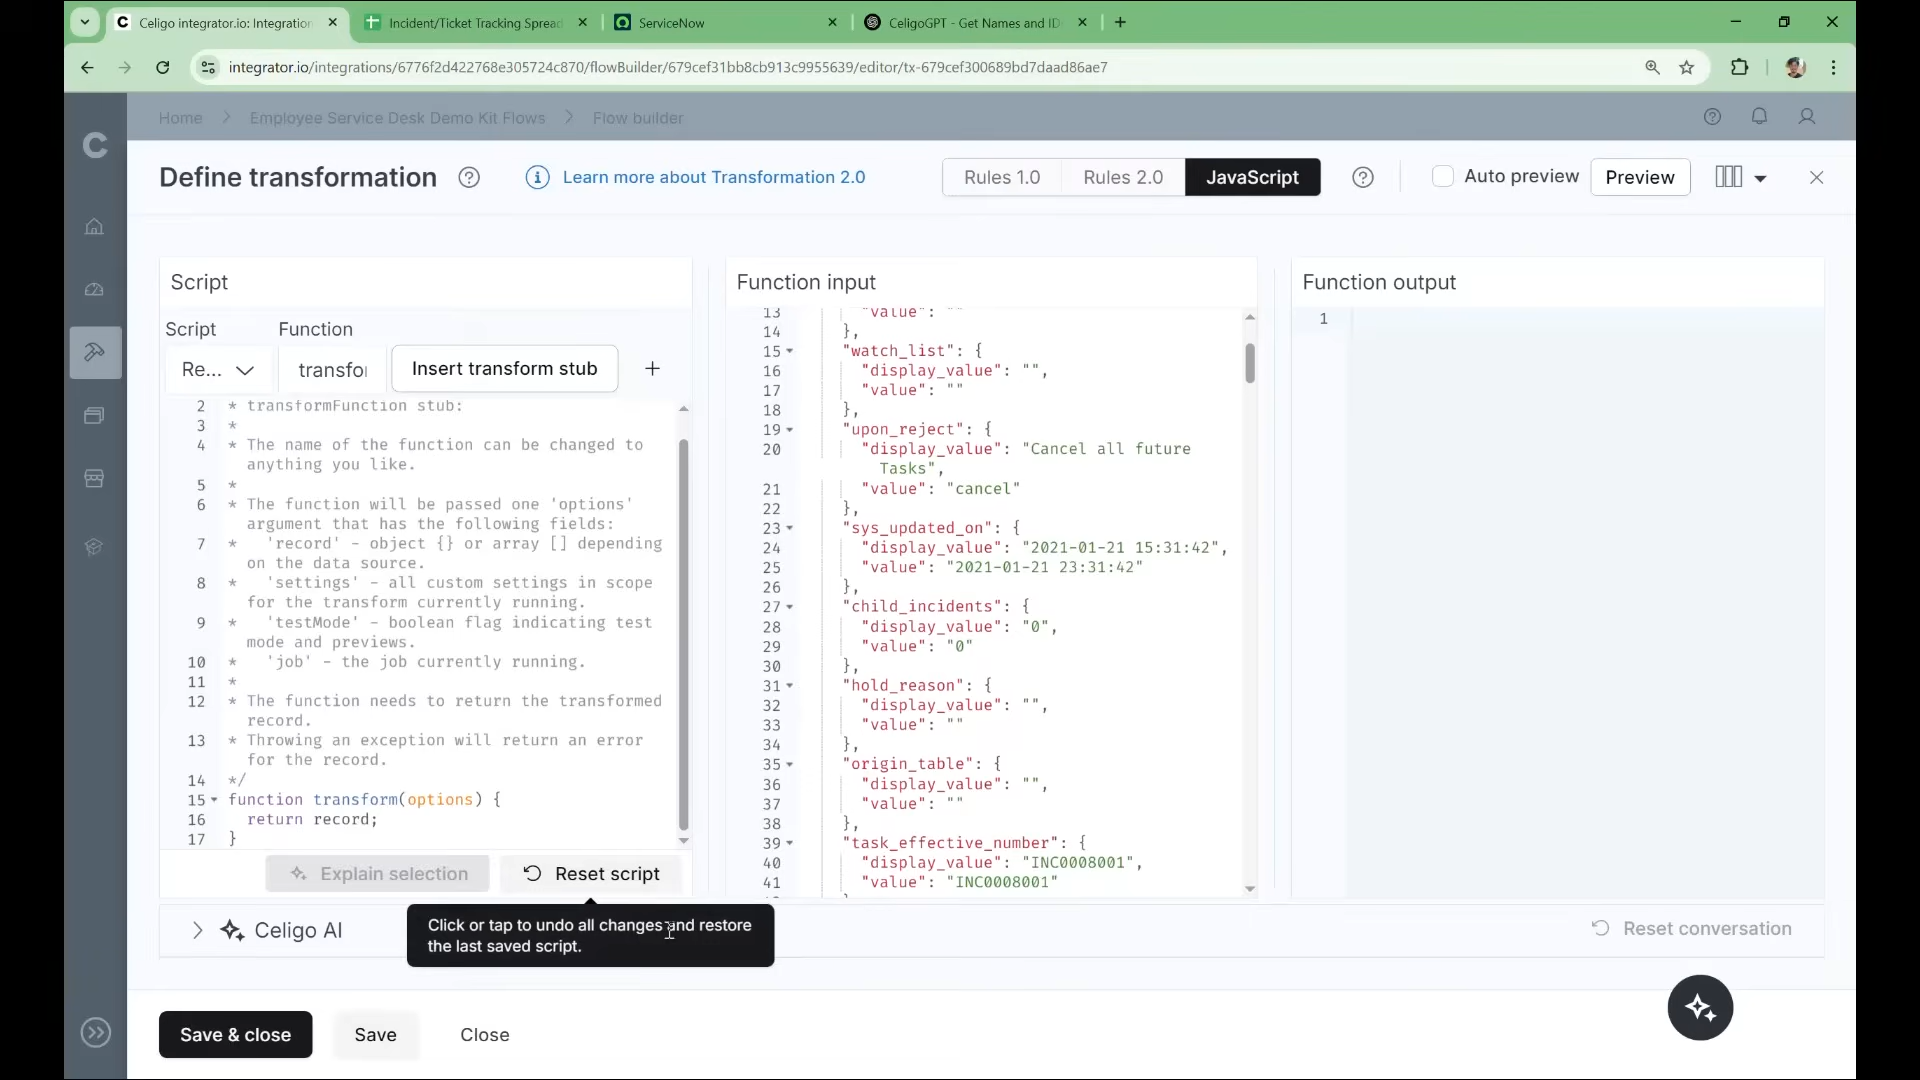 Celigo integrator.io: Integration
Incident/Ticket Tracking Spread
ServiceNow
CeligoGPT - Get Names and ID
integrator.io/integrations/6776f2d422768e305724c870/flowBuilder/679cef31bb8cb913c9955639/editor/tx-679cef300689bd7daad86ae7
Home
Employee Service Desk Demo Kit Flows
Flow builder
Define transformation
Learn more about Transformation 2.0
Rules 1.0
Rules 2.0
JavaScript
Auto preview
Preview
Script
Script
Function
Re...
transfo
Insert transform stub
2 * transformFunction stub:
3 *
4 * The name of the function can be changed to
anything you like.
5 *
6 * The function will be passed one 'options'
argument that has the following fields:
7 *   'record' - object {} or array [] depending
on the data source.
8 *   'settings' - all custom settings in scope
for the transform currently running.
9 *   'testMode' - boolean flag indicating test
mode and previews.
10 *   'job' - the job currently running.
11 *
12 * The function needs to return the transformed
record.
13 * Throwing an exception will return an error
for the record.
14 */
15 function transform(options) {
16 return record;
17 }
Explain selection
Reset script
Click or tap to undo all changes and restore
the last saved script.
Function input
13 "value": ""
14 },
15 "watch_list": {
16 "display_value": "",
17 "value": ""
18 },
19 "upon_reject": {
20 "display_value": "Cancel all future
Tasks",
21 "value": "cancel"
22 },
23 "sys_updated_on": {
24 "display_value": "2021-01-21 15:31:42",
25 "value": "2021-01-21 23:31:42"
26 },
27 "child_incidents": {
28 "display_value": "0",
29 "value": "0"
30 },
31 "hold_reason": {
32 "display_value": "",
33 "value": ""
34 },
35 "origin_table": {
36 "display_value": "",
37 "value": ""
38 },
39 "task_effective_number": {
40 "display_value": "INC0008001",
41 "value": "INC0008001"
Function output
1
Celigo AI
Reset conversation
Save & close
Save
Close